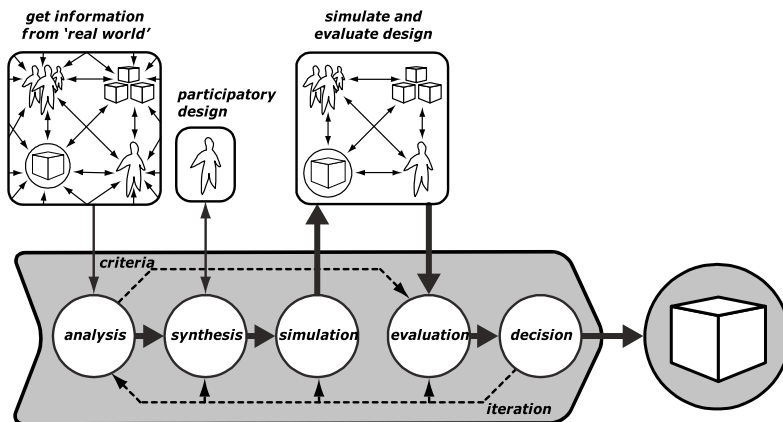 get information
from ‘real world’
simulate and
evaluate design
participatory
design
criteria
analysis
synthesis
simulation
evaluation
decision
iteration